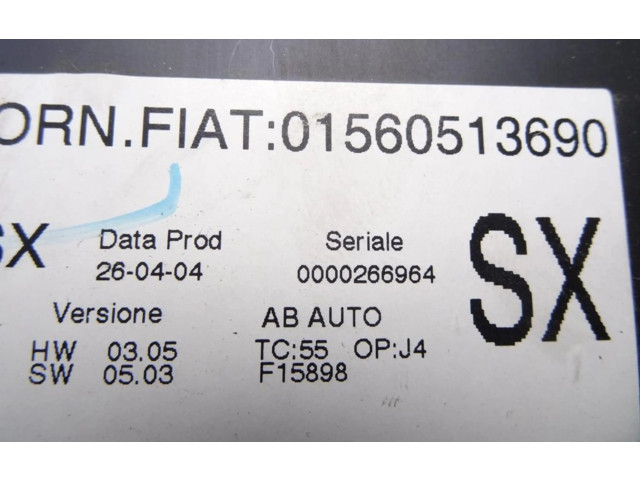 ORN.FIAT:01560513690
SX Data Prod Seriale SX
26-04-04 0000266964
Versione AB AUTO
HW 03.05 TC:55 OP:J4
SW 05.03 F15898